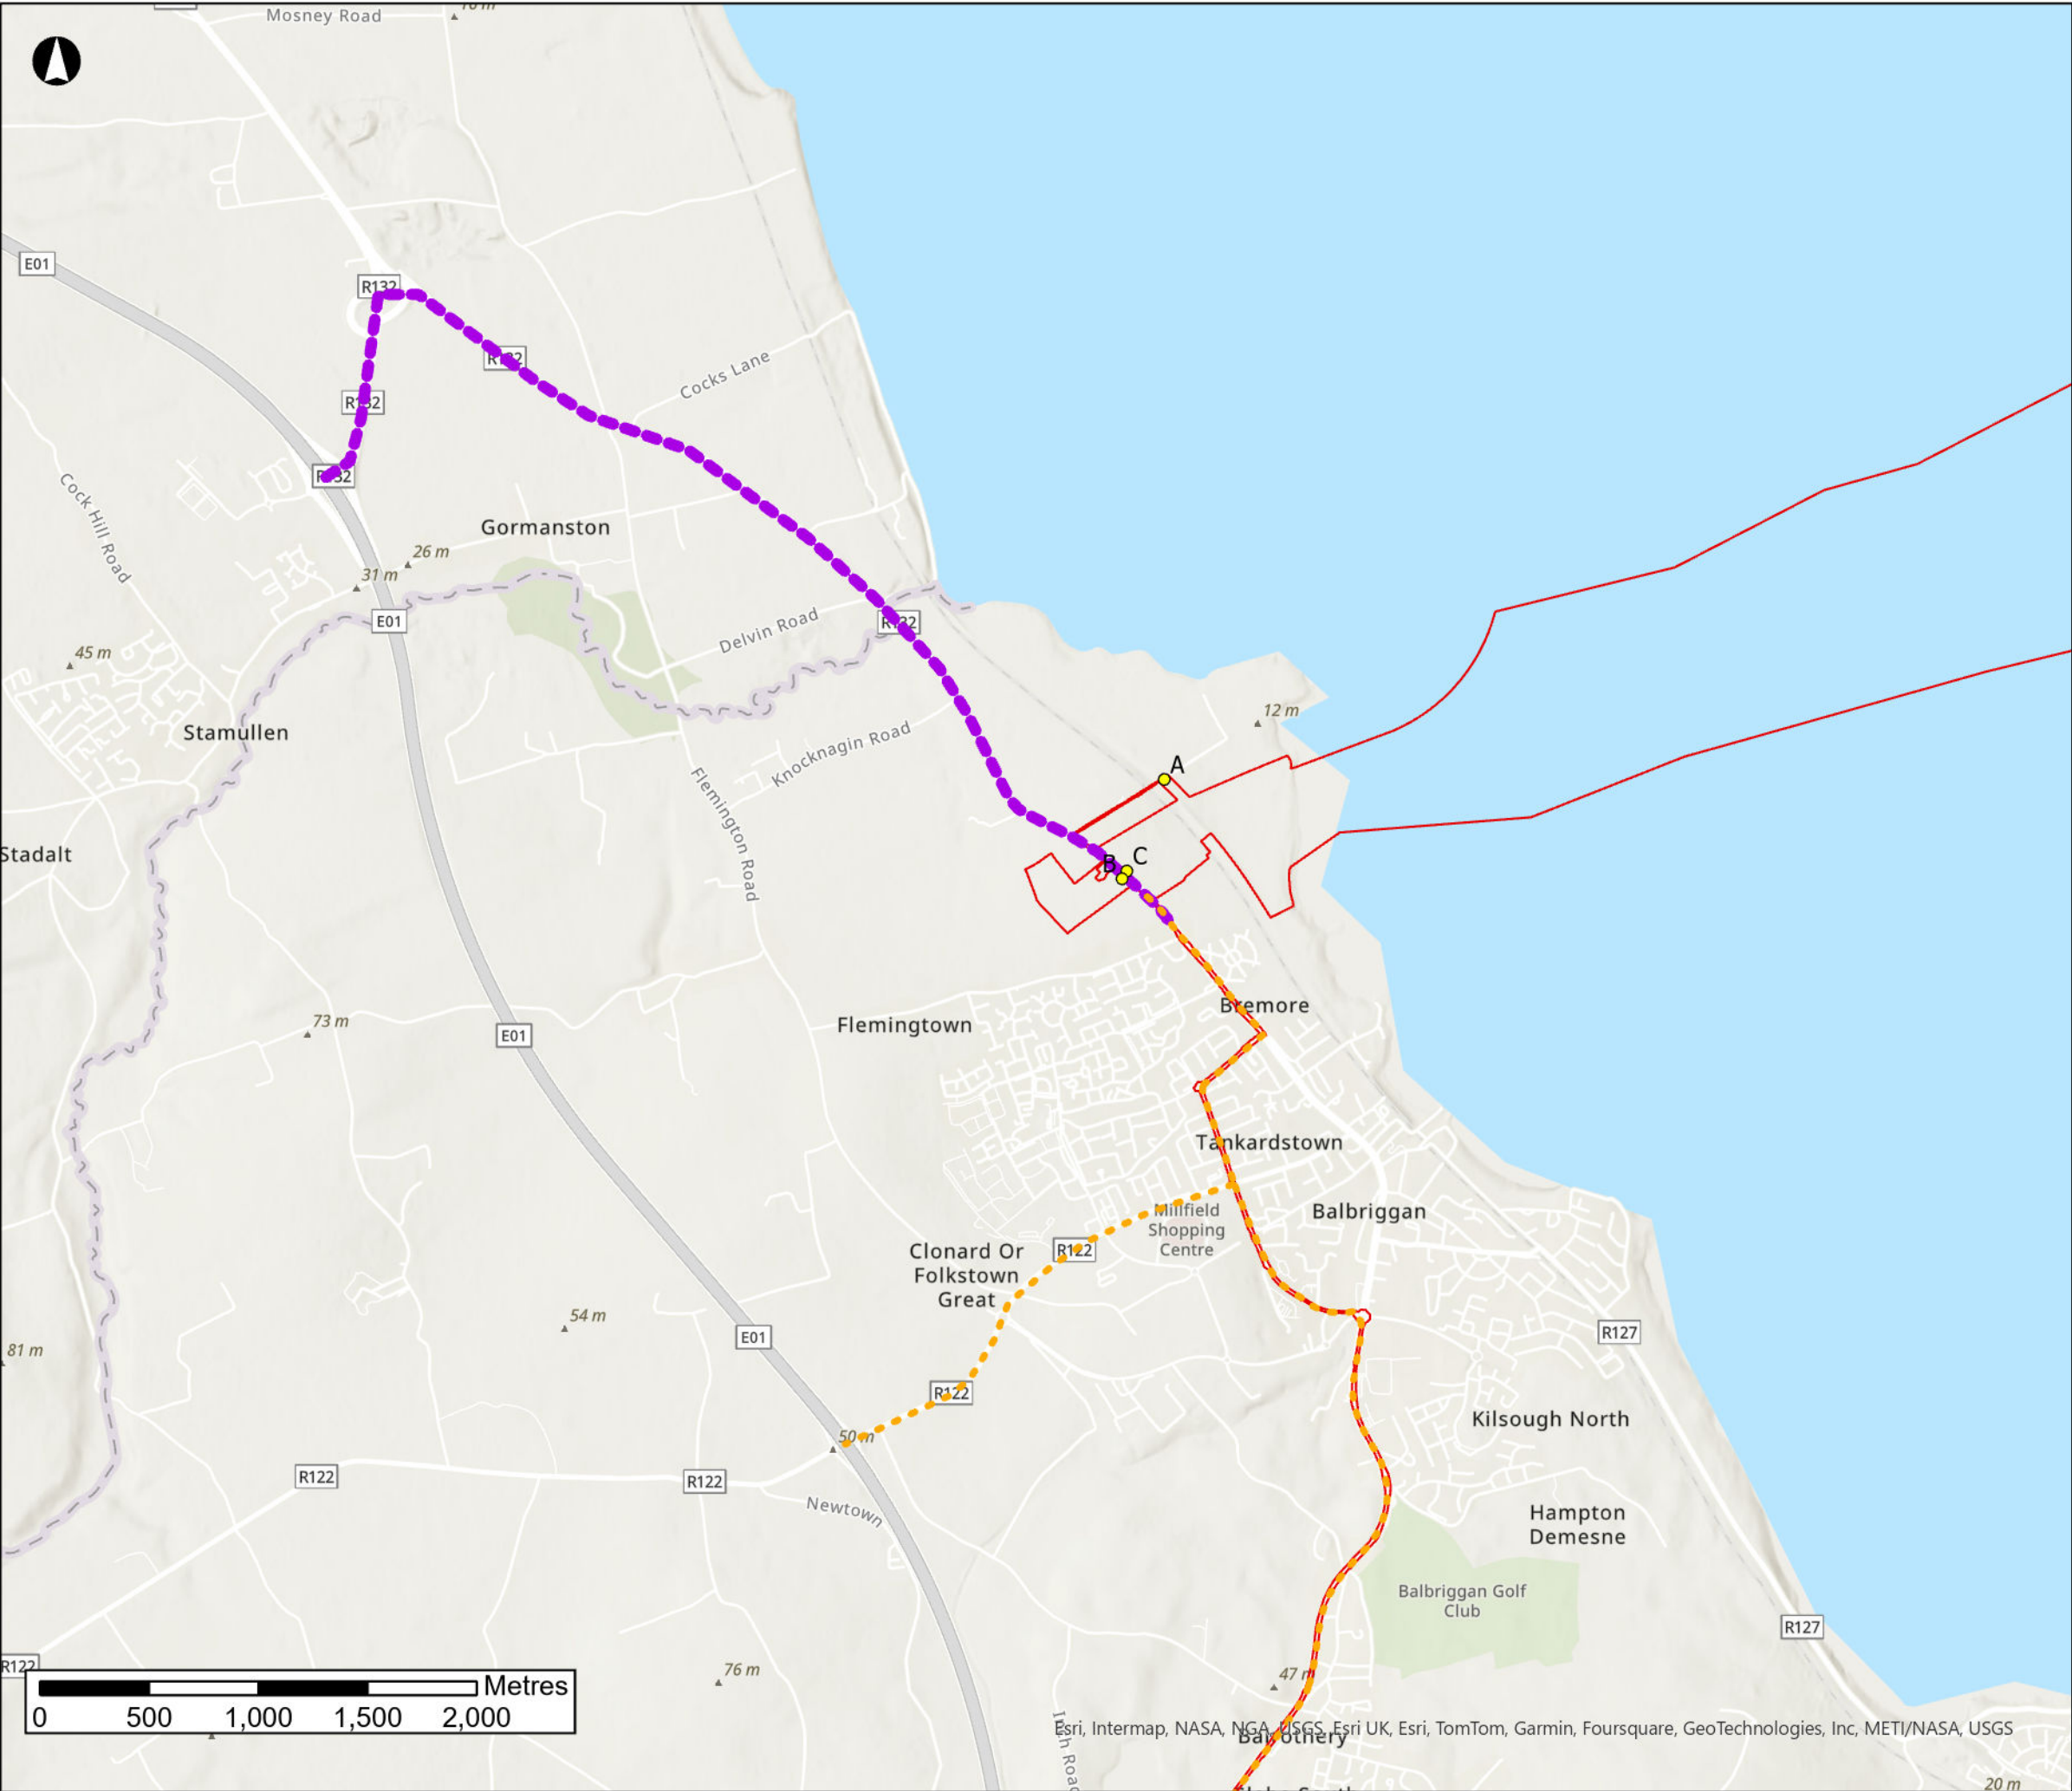 Mosney Road
E01
R132
R132
Cocks Lane
R132
R132
Cock Hill Road
Gormanston
26 m
31 m
E01
R132
Delvin Road
45 m
12 m
Stamullen
Knocknagin Road
A
Flemington Road
Stadalt
B
C
Bremore
73 m
Flemingtown
E01
Tankardstown
Millfield
Shopping
Centre
Balbriggan
R122
Clonard Or
Folkstown
Great
54 m
E01
R127
81 m
R122
Kilsough North
50 m
R122
R122
Newtown
Hampton
Demesne
Balbriggan Golf
Club
R127
R122
76 m
47 m
Metres
0 500 1,000 1,500 2,000
Esri, Intermap, NASA, NGA, USGS, Esri UK, Esri, TomTom, Garmin, Foursquare, GeoTechnologies, Inc, METI/NASA, USGS
Inch Road
20 m